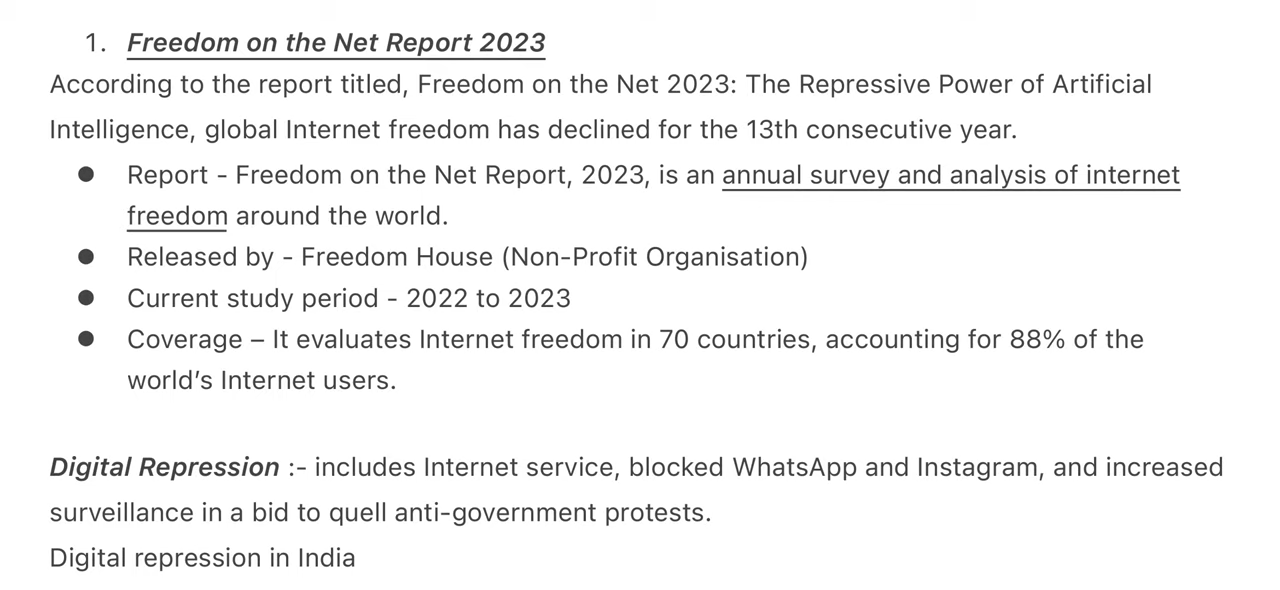 1. Freedom on the Net Report 2023
According to the report titled, Freedom on the Net 2023: The Repressive Power of Artificial
Intelligence, global Internet freedom has declined for the 13th consecutive year.
● Report - Freedom on the Net Report, 2023, is an annual survey and analysis of internet
freedom around the world.
● Released by - Freedom House (Non-Profit Organisation)
● Current study period - 2022 to 2023
● Coverage – It evaluates Internet freedom in 70 countries, accounting for 88% of the
world’s Internet users.
Digital Repression :- includes Internet service, blocked WhatsApp and Instagram, and increased
surveillance in a bid to quell anti-government protests.
Digital repression in India